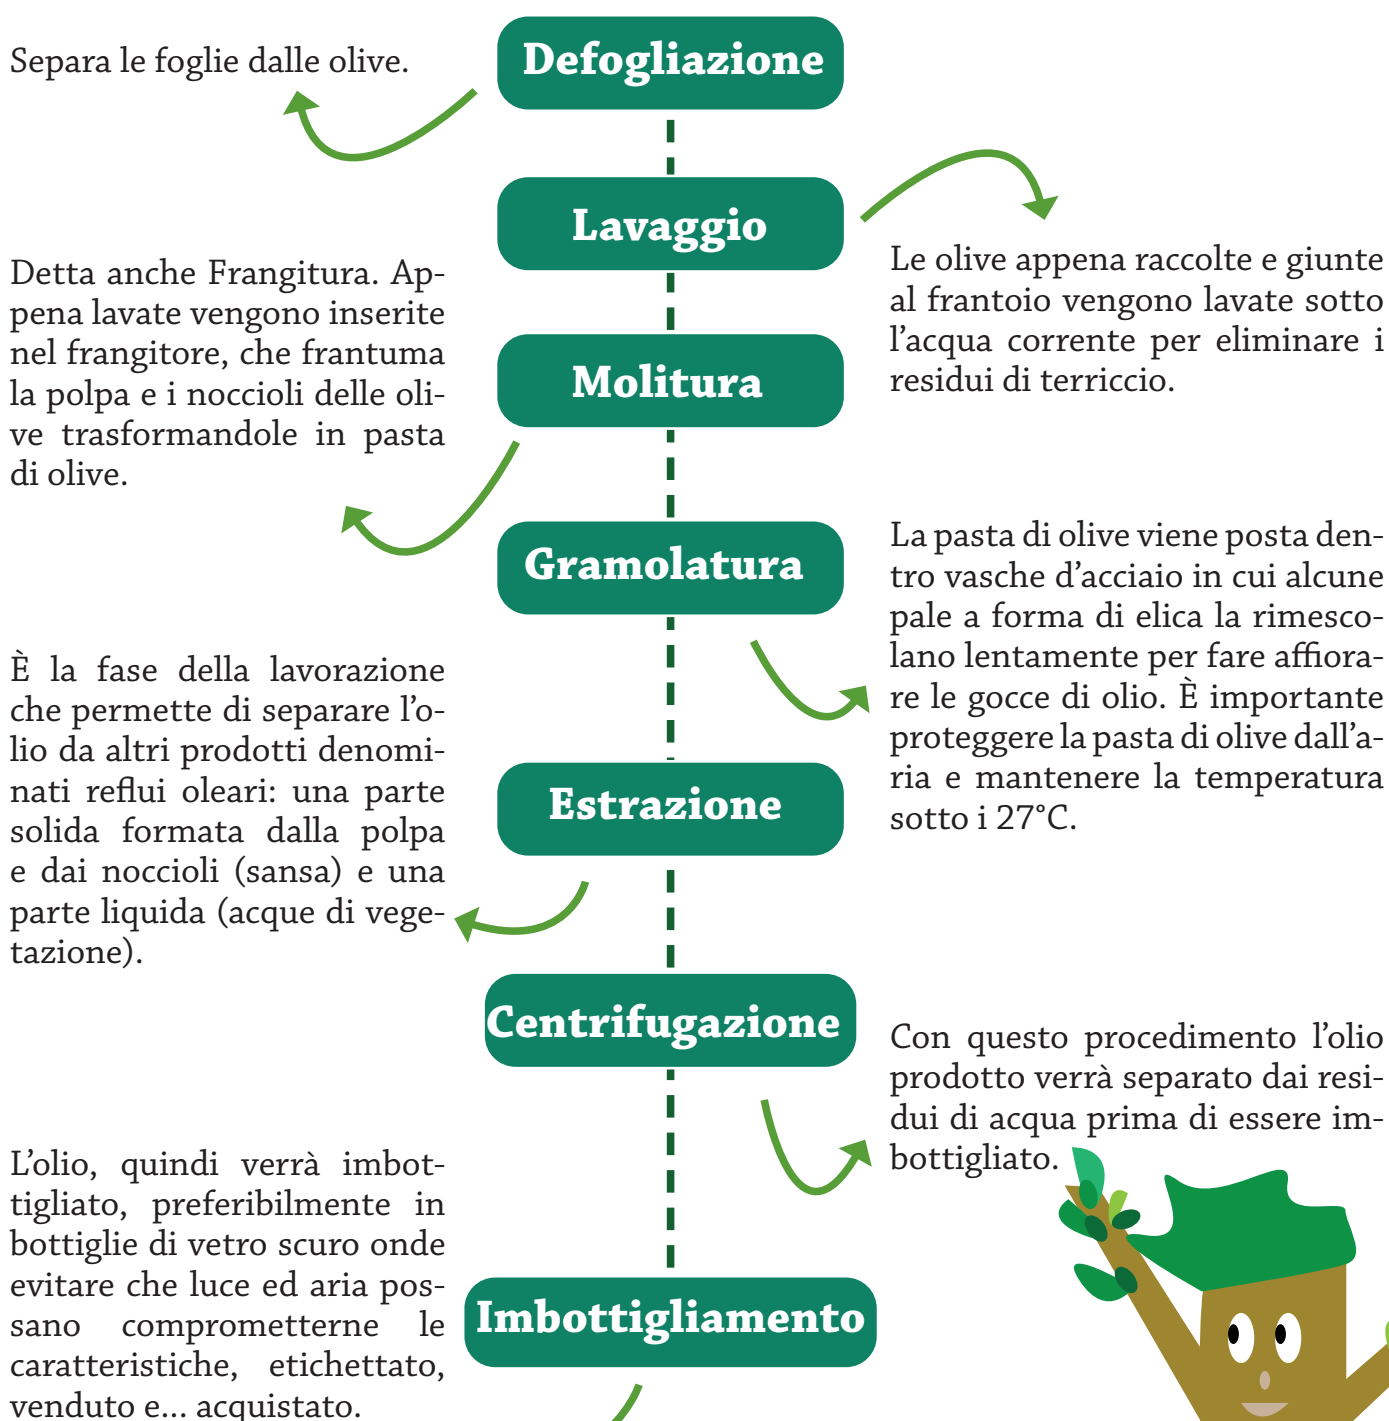 Defogliazione
Separa le foglie dalle olive.
Lavaggio
Le olive appena raccolte e giunte
al frantoio vengono lavate sotto
l'acqua corrente per eliminare i
residui di terriccio.
Molitura
Detta anche Frangitura. Ap-
pena lavate vengono inserite
nel frangitore, che frantuma
la polpa e i noccioli delle oli-
ve trasformandole in pasta
di olive.
Gramolatura
La pasta di olive viene posta den-
tro vasche d'acciaio in cui alcune
pale a forma di elica la rimesco-
lano lentamente per fare affiora-
re le gocce di olio. È importante
proteggere la pasta di olive dall'a-
ria e mantenere la temperatura
sotto i 27°C.
Estrazione
È la fase della lavorazione
che permette di separare l'o-
lio da altri prodotti denomi-
nati reflui oleari: una parte
solida formata dalla polpa
e dai noccioli (sansa) e una
parte liquida (acque di vege-
tazione).
Centrifugazione
Con questo procedimento l'olio
prodotto verrà separato dai resi-
dui di acqua prima di essere im-
bottigliato.
Imbottigliamento
L'olio, quindi verrà imbot-
tigliato, preferibilmente in
bottiglie di vetro scuro onde
evitare che luce ed aria pos-
sano comprometterne le
caratteristiche, etichettato,
venduto e... acquistato.